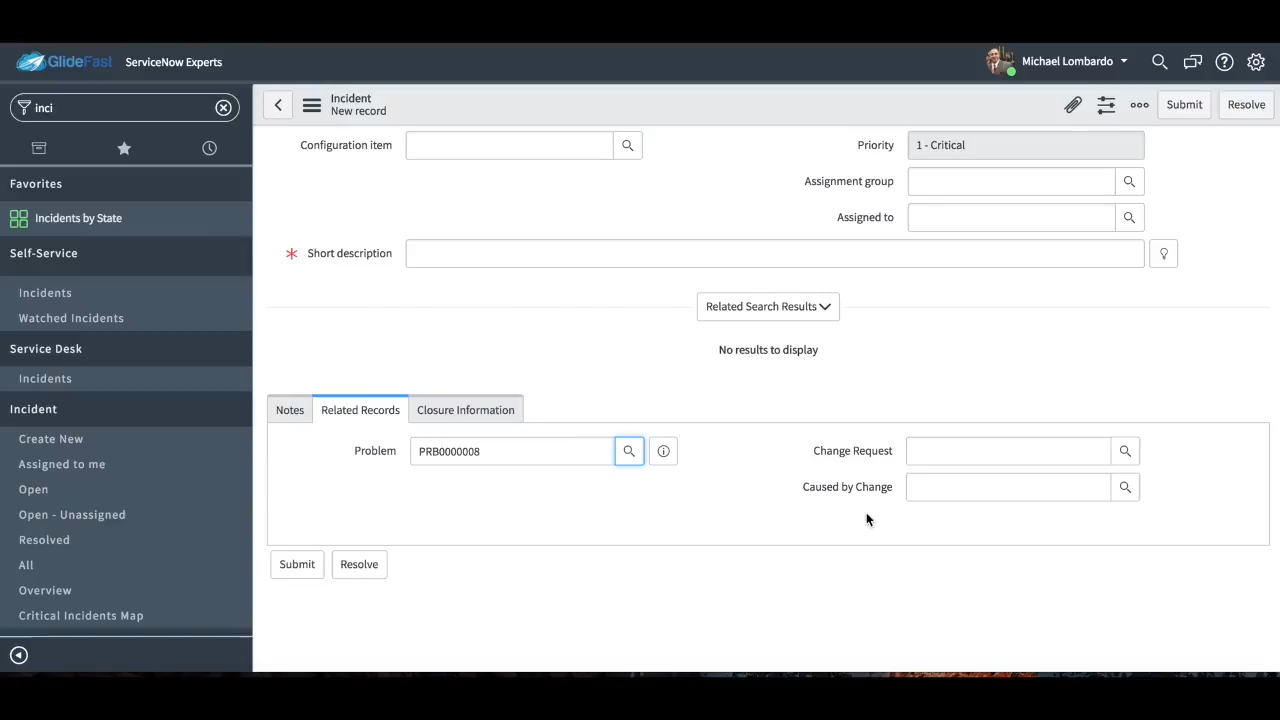 GlideFast ServiceNow Experts
Michael Lombardo
inci
Favorites
Incidents by State
Self-Service
Incidents
Watched Incidents
Service Desk
Incidents
Incident
Create New
Assigned to me
Open
Open - Unassigned
Resolved
All
Overview
Critical Incidents Map
Incident
New record
Submit Resolve
Configuration item
Priority 1 - Critical
Assignment group
Assigned to
Short description
Related Search Results
No results to display
Notes Related Records Closure Information
Problem PRB0000008
Change Request
Caused by Change
Submit Resolve